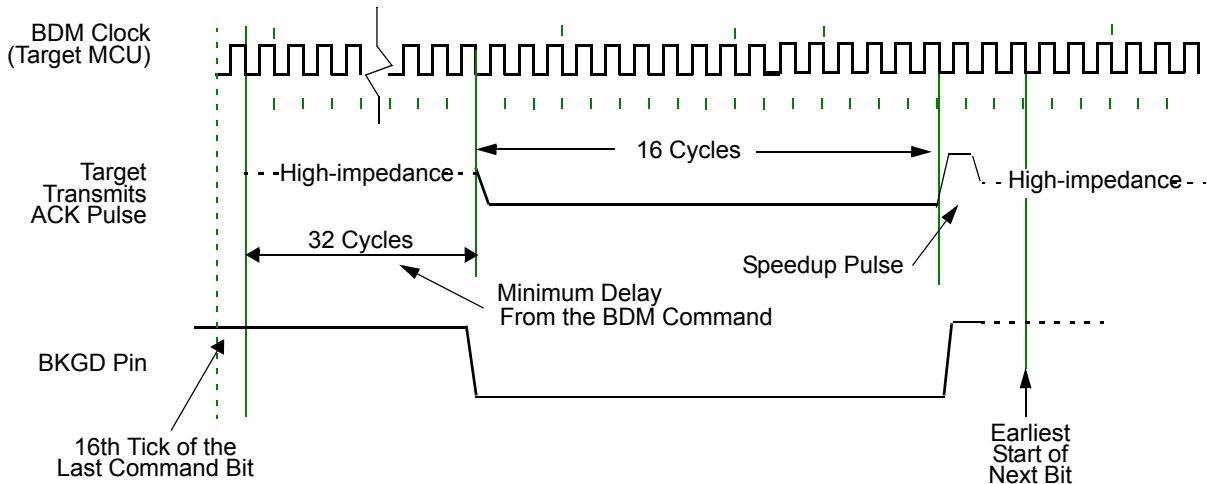 BDM Clock
(Target MCU)
16 Cycles
Target
Transmits
ACK Pulse
High-impedance
High-impedance
32 Cycles
Speedup Pulse
Minimum Delay
From the BDM Command
BKGD Pin
16th Tick of the
Last Command Bit
Earliest
Start of
Next Bit